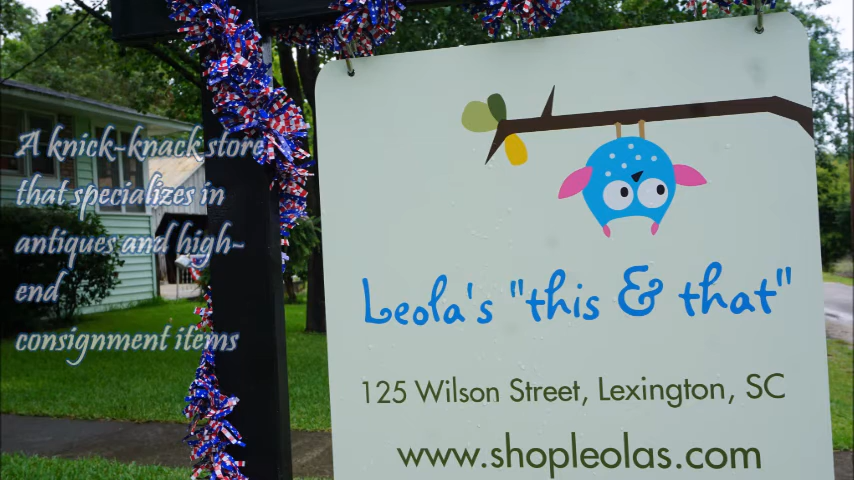 A knick-knack store
that specializes in
antiques and high-
end
consignment items
Leola's "this & that"
125 Wilson Street, Lexington, SC
www.shopleolas.com